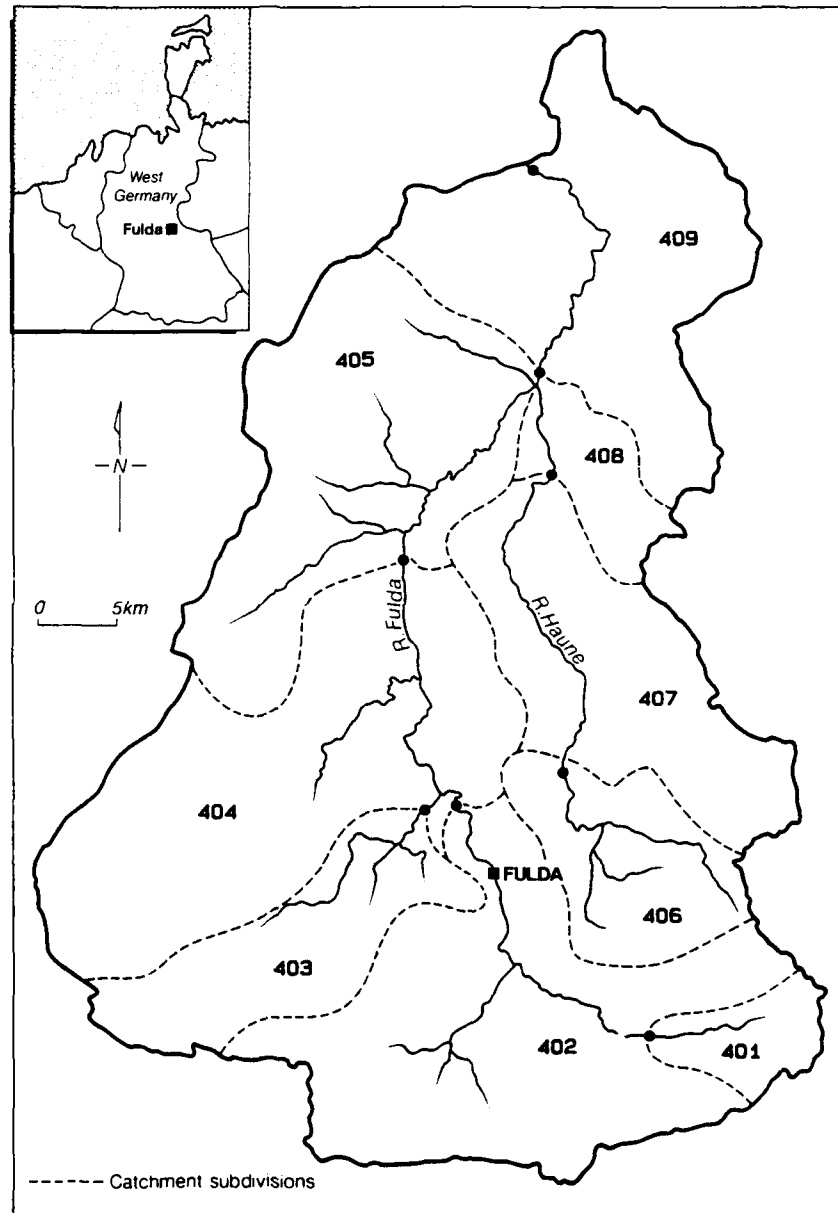 West
Germany
Fulda
409
405
408
-N-
0 5km
R.Fulda
R.Haune
407
404
FULDA
406
403
402
401
Catchment subdivisions